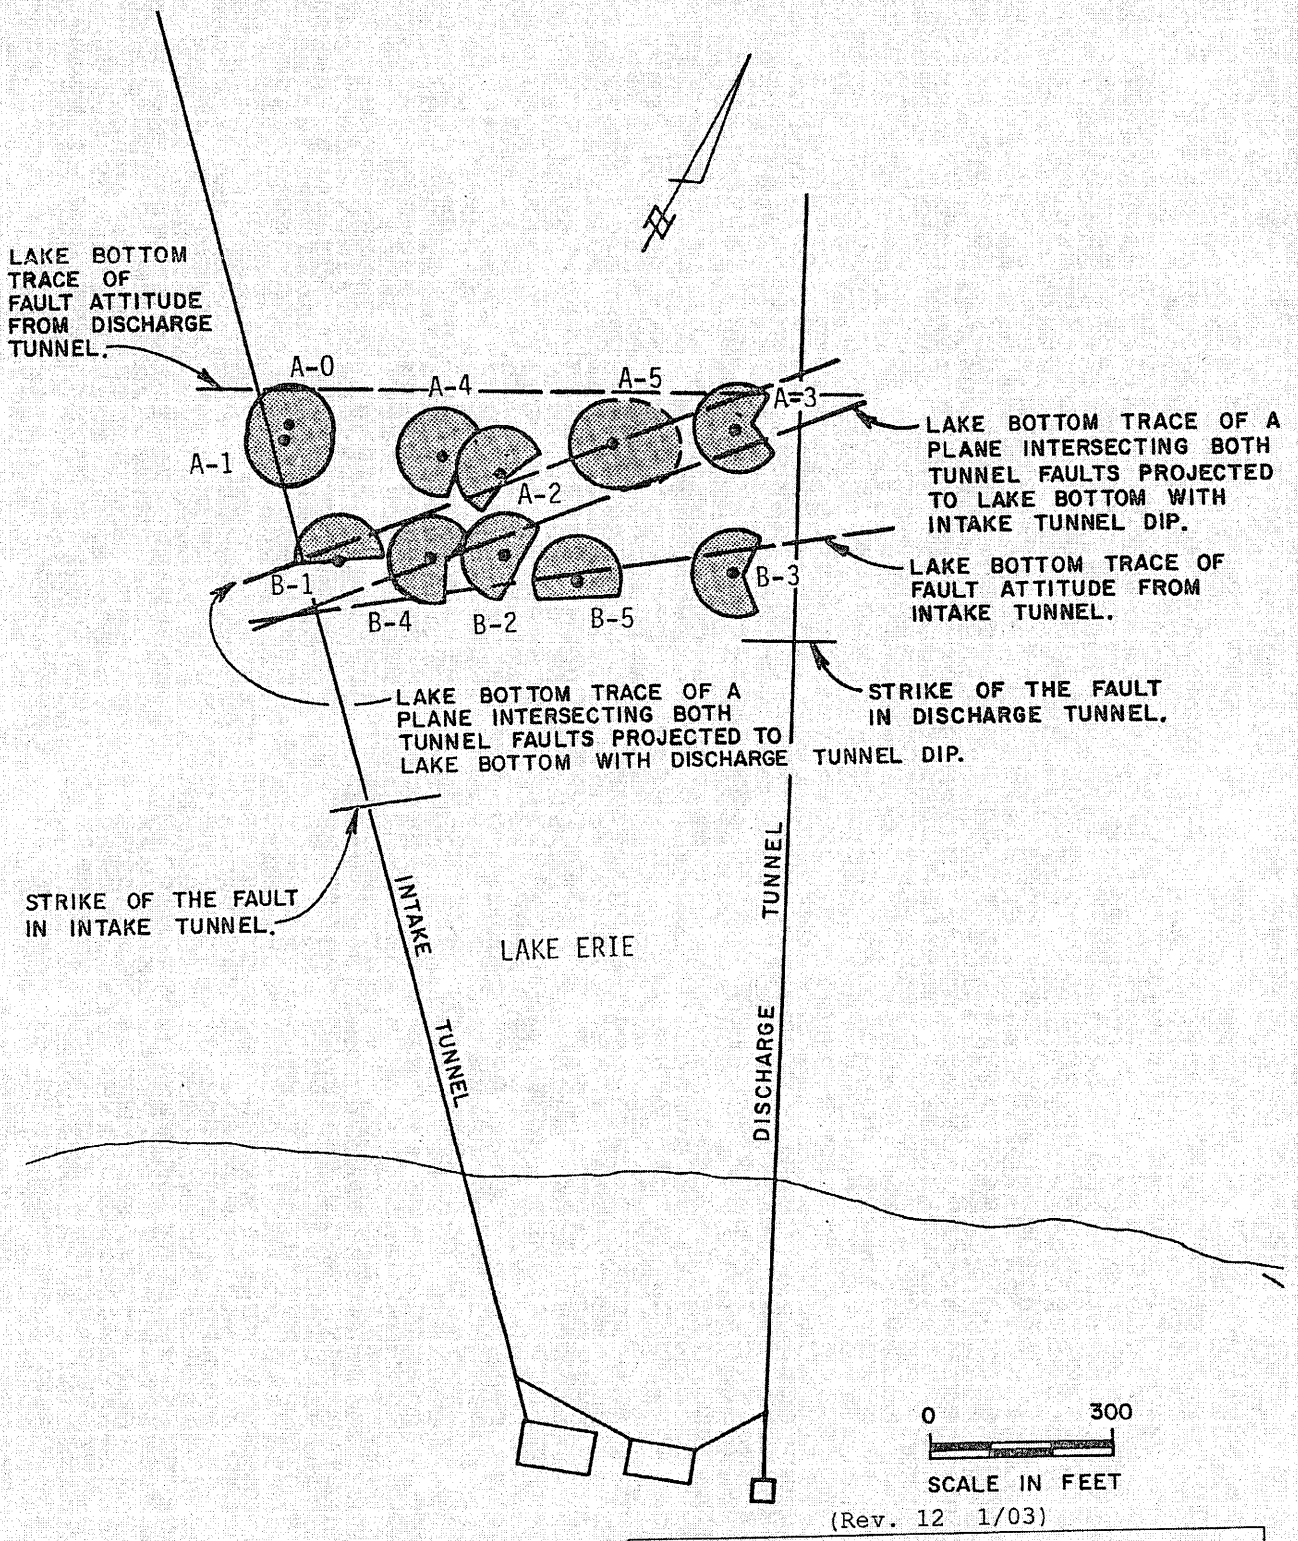 LAKE BOTTOM
TRACE OF
FAULT ATTITUDE
FROM DISCHARGE
TUNNEL.
A-0
A-4
A-5
A=3
A-1
A-2
LAKE BOTTOM TRACE OF A
PLANE INTERSECTING BOTH
TUNNEL FAULTS PROJECTED
TO LAKE BOTTOM WITH
INTAKE TUNNEL DIP.
B-1
B-4
B-2
B-5
B-3
LAKE BOTTOM TRACE OF
FAULT ATTITUDE FROM
INTAKE TUNNEL.
STRIKE OF THE FAULT
IN DISCHARGE TUNNEL.
LAKE BOTTOM TRACE OF A
PLANE INTERSECTING BOTH
TUNNEL FAULTS PROJECTED TO
LAKE BOTTOM WITH DISCHARGE TUNNEL DIP.
STRIKE OF THE FAULT
IN INTAKE TUNNEL.
INTAKE TUNNEL
LAKE ERIE
DISCHARGE TUNNEL
0 300
SCALE IN FEET
(Rev. 12 1/03)